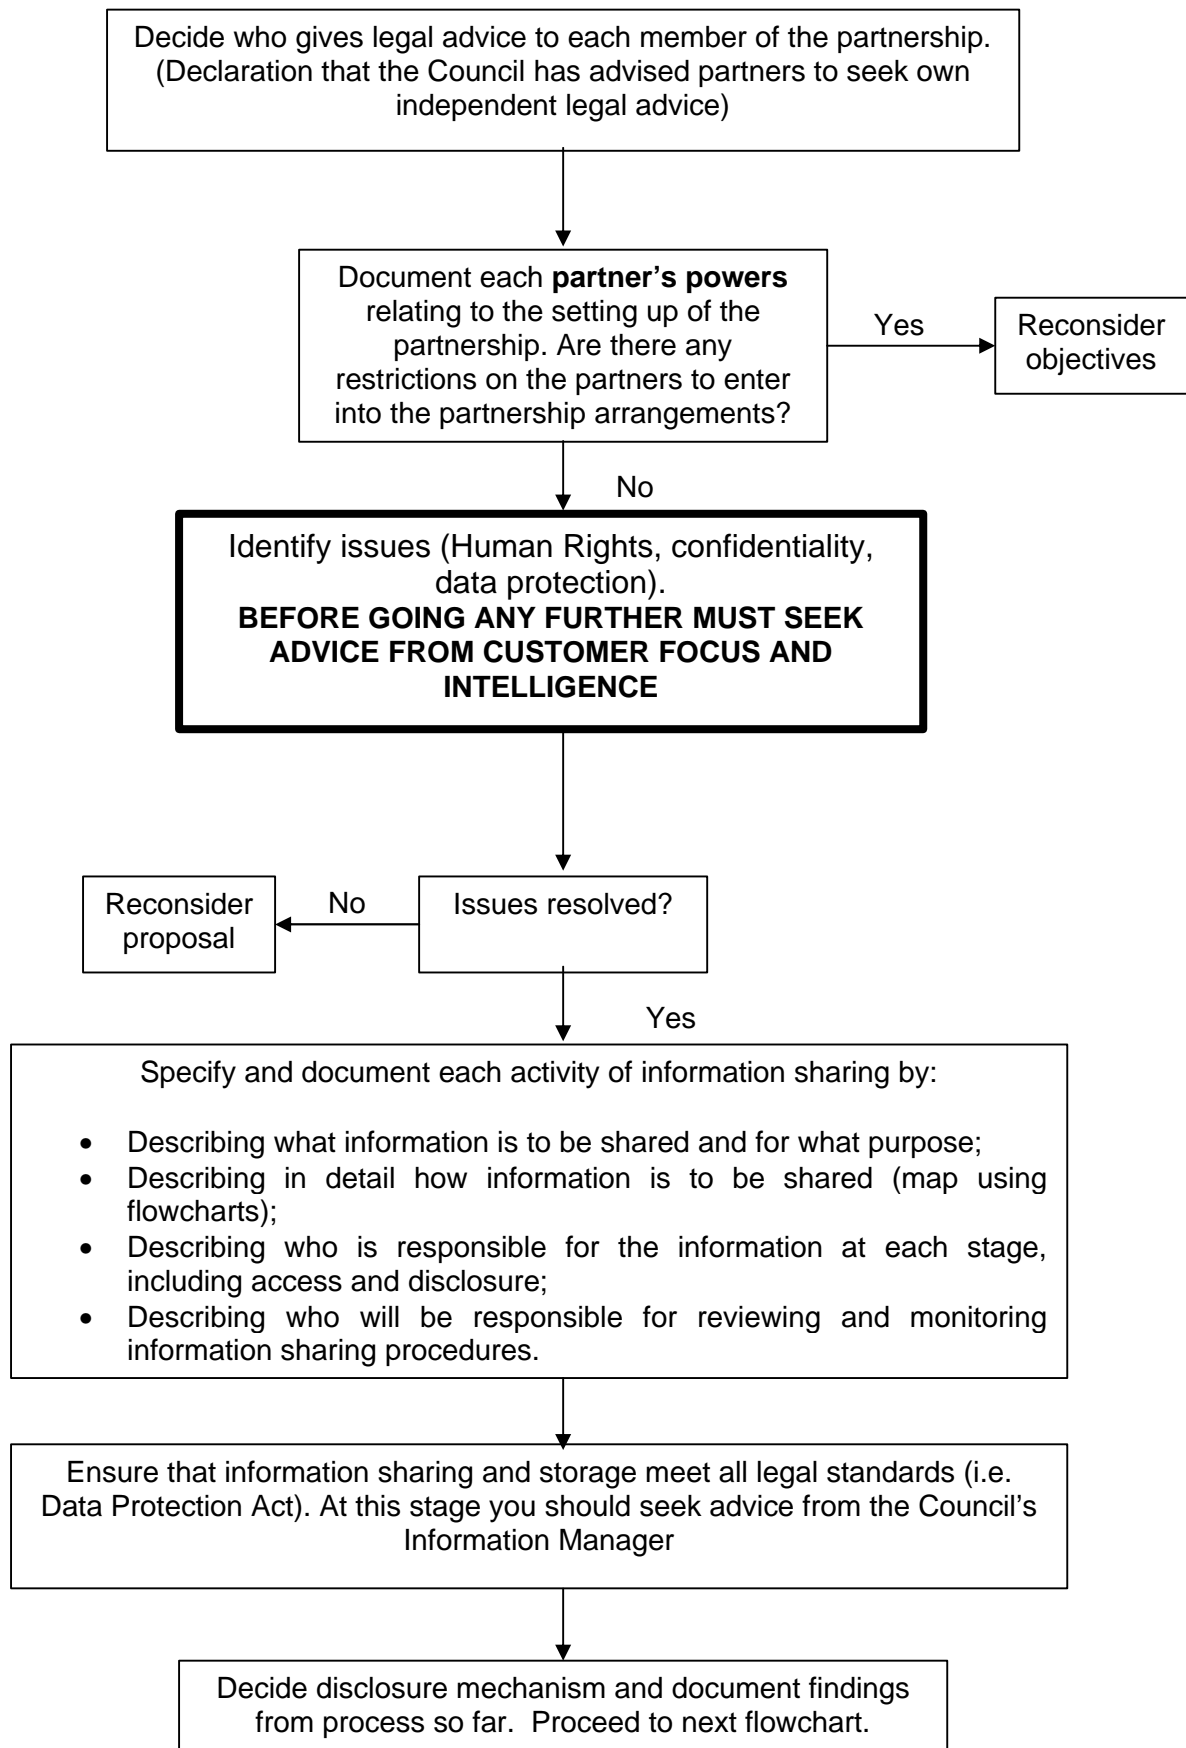 Decide who gives legal advice to each member of the partnership.
(Declaration that the Council has advised partners to seek own
independent legal advice)
Document each partner’s powers
relating to the setting up of the
partnership. Are there any
restrictions on the partners to enter
into the partnership arrangements?
Yes
Reconsider
objectives
No
Identify issues (Human Rights, confidentiality,
data protection).
BEFORE GOING ANY FURTHER MUST SEEK
ADVICE FROM CUSTOMER FOCUS AND
INTELLIGENCE
Reconsider
proposal
No
Issues resolved?
Yes
Specify and document each activity of information sharing by:
• Describing what information is to be shared and for what purpose;
• Describing in detail how information is to be shared (map using
flowcharts);
• Describing who is responsible for the information at each stage,
including access and disclosure;
• Describing who will be responsible for reviewing and monitoring
information sharing procedures.
Ensure that information sharing and storage meet all legal standards (i.e.
Data Protection Act). At this stage you should seek advice from the Council’s
Information Manager
Decide disclosure mechanism and document findings
from process so far.  Proceed to next flowchart.